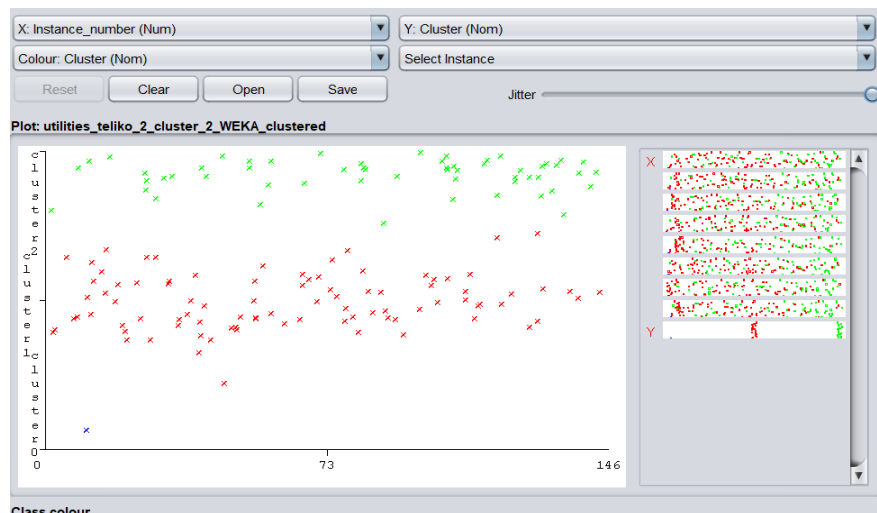 X: Instance_number (Num)
Y: Cluster (Nom)
Colour: Cluster (Nom)
Select Instance
Reset
Clear
Open
Save
Jitter
Plot: utilities_teliko_2_cluster_2_WEKA_clustered
cluster2
cluster1
cluster0
0
0
73
146
X
Y
Class colour